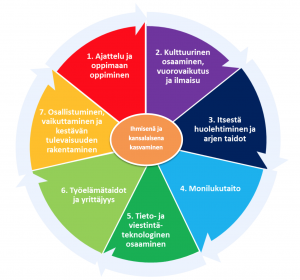 1. Ajattelu ja
oppimaan
oppiminen
2. Kulttuurinen
osaaminen,
vuorovaikutus
ja ilmaisu
3. Itsestä
huolehtiminen ja
arjen taidot
4. Monilukutaito
5. Tieto- ja
viestintä-
teknologinen
osaaminen
6. Työelämätaidot
ja yrittäjyys
7. Osallistuminen,
vaikuttaminen ja
kestävän
tulevaisuuden
rakentaminen
Ihmisenä ja
kansalaisena
kasvaminen